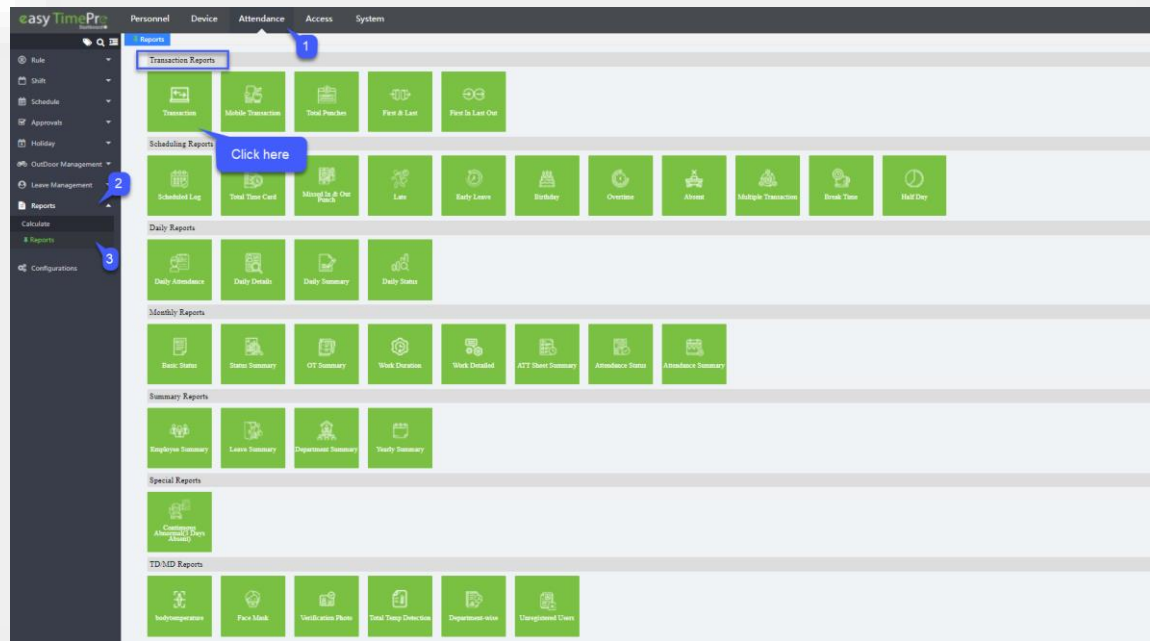 easy TimePro
Personnel Device Attendance Access System
Reports
1
Rule
Shift
Schedule
Approvals
Holiday
OutDoor Management
Leave Management
2
Reports
Calculate
Reports
3
Configurations
Transaction Reports
Transaction
Mobile Transaction
Total Punches
First & Last
First In Last Out
Click here
Scheduling Reports
Scheduled Log
Total Time Card
Missed In & Out
Punch
Late
Early Leave
Birthday
Overtime
Absent
Multiple Transaction
Break Time
Half Day
Daily Reports
Daily Attendance
Daily Details
Daily Summary
Daily Status
Monthly Reports
Basic Status
Status Summary
OT Summary
Work Duration
Work Detailed
ATT Sheet Summary
Attendance Status
Attendance Summary
Summary Reports
Employee Summary
Leave Summary
Department Summary
Yearly Summary
Special Reports
Continuous
Abnormal(3 Days
Absent)
TD/MD Reports
bodytemperature
Face Mask
Verification Photo
Total Temp Detection
Department-wise
Unregistered Users